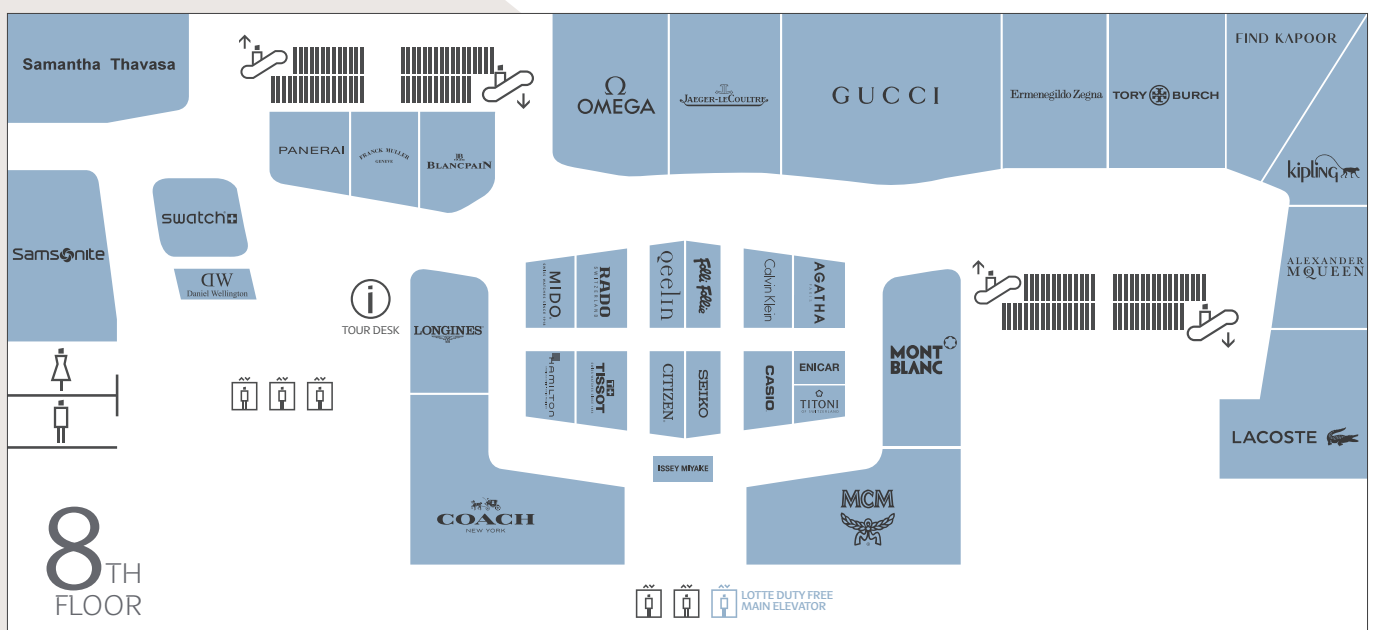 Samantha Thavasa
PANERAI
FRANCK MULLER
GENEVE
BLANCPAIN
Ω
OMEGA
JAEGER-LECOULTRE
GUCCI
Ermenegildo Zegna
TORY BURCH
FIND KAPOOR
kipling
Samsonite
swatch
DW
Daniel Wellington
i
TOUR DESK
LONGINES
MIDO
RADO
SWITZERLAND
Qeelin
Folli Follie
Calvin Klein
AGATHA
PARIS
MONT
BLANC
ALEXANDER
MCQUEEN
HAMILTON
TISSOT
CITIZEN
SEIKO
CASIO
ENICAR
TITONI
OF SWITZERLAND
ISSEY MIYAKE
LACOSTE
COACH
NEW YORK
MCM
8TH
FLOOR
LOTTE DUTY FREE
MAIN ELEVATOR